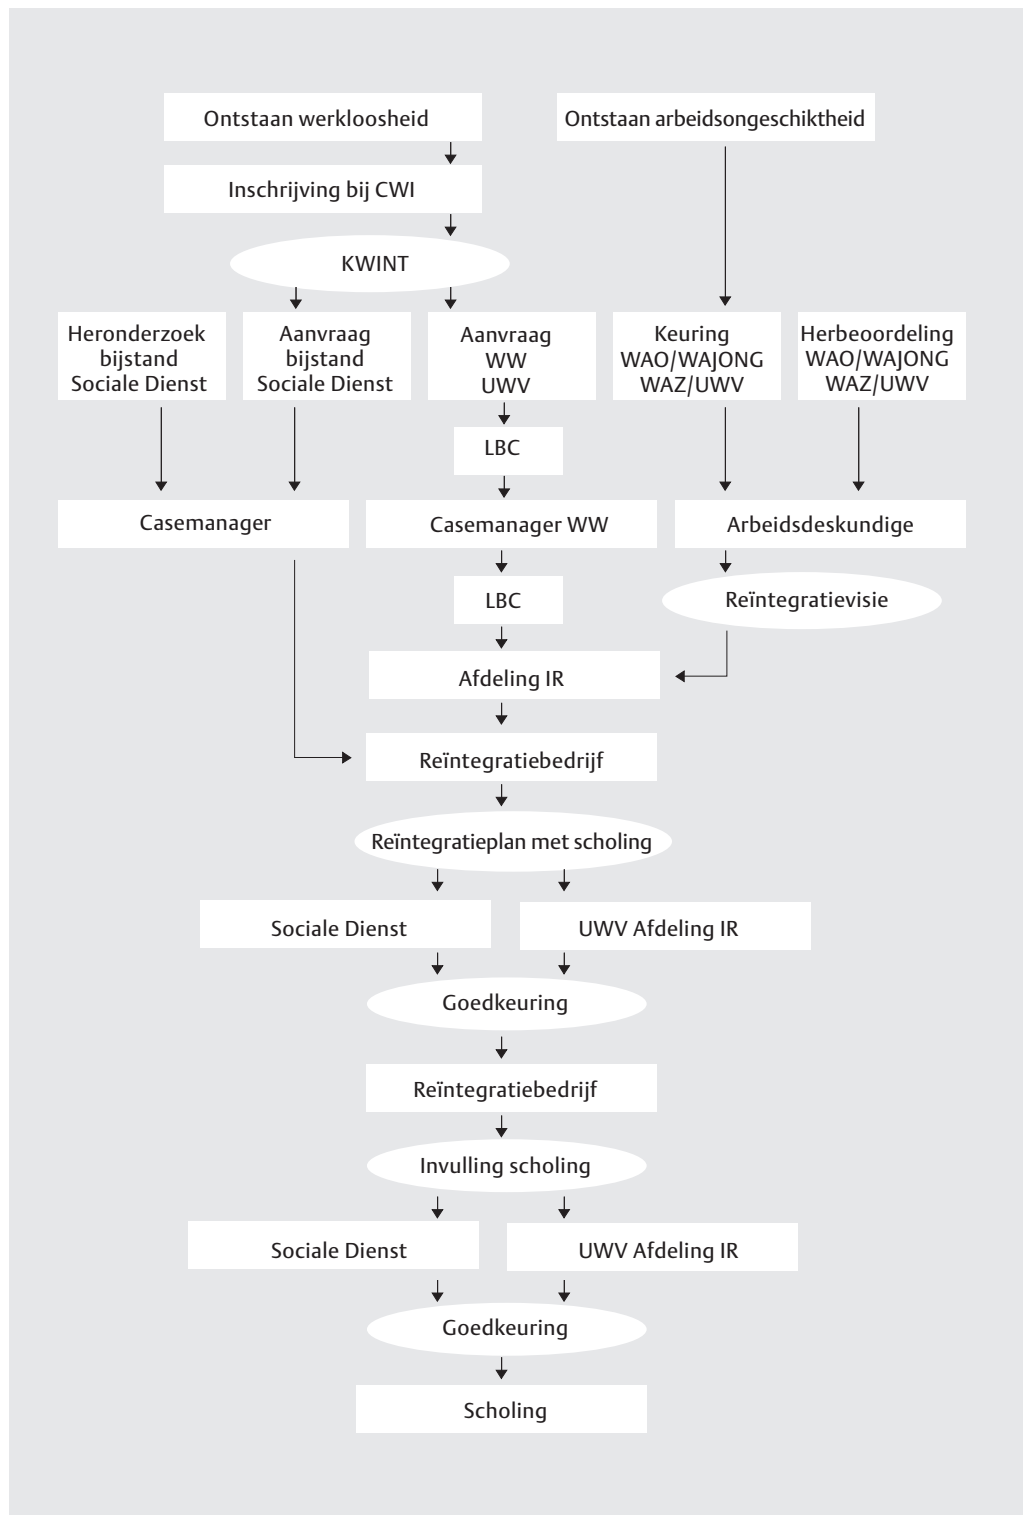 Ontstaan werkloosheid
Ontstaan arbeidsongeschiktheid
Inschrijving bij CWI
KWINT
Heronderzoek
bijstand
Sociale Dienst
Aanvraag
bijstand
Sociale Dienst
Aanvraag
WW
UWV
Keuring
WAO/WAJONG
WAZ/UWV
Herbeoordeling
WAO/WAJONG
WAZ/UWV
LBC
Casemanager
Casemanager WW
Arbeidsdeskundige
LBC
Reïntegratievisie
Afdeling IR
Reïntegratiebedrijf
Reïntegratieplan met scholing
Sociale Dienst
UWV Afdeling IR
Goedkeuring
Reïntegratiebedrijf
Invulling scholing
Sociale Dienst
UWV Afdeling IR
Goedkeuring
Scholing